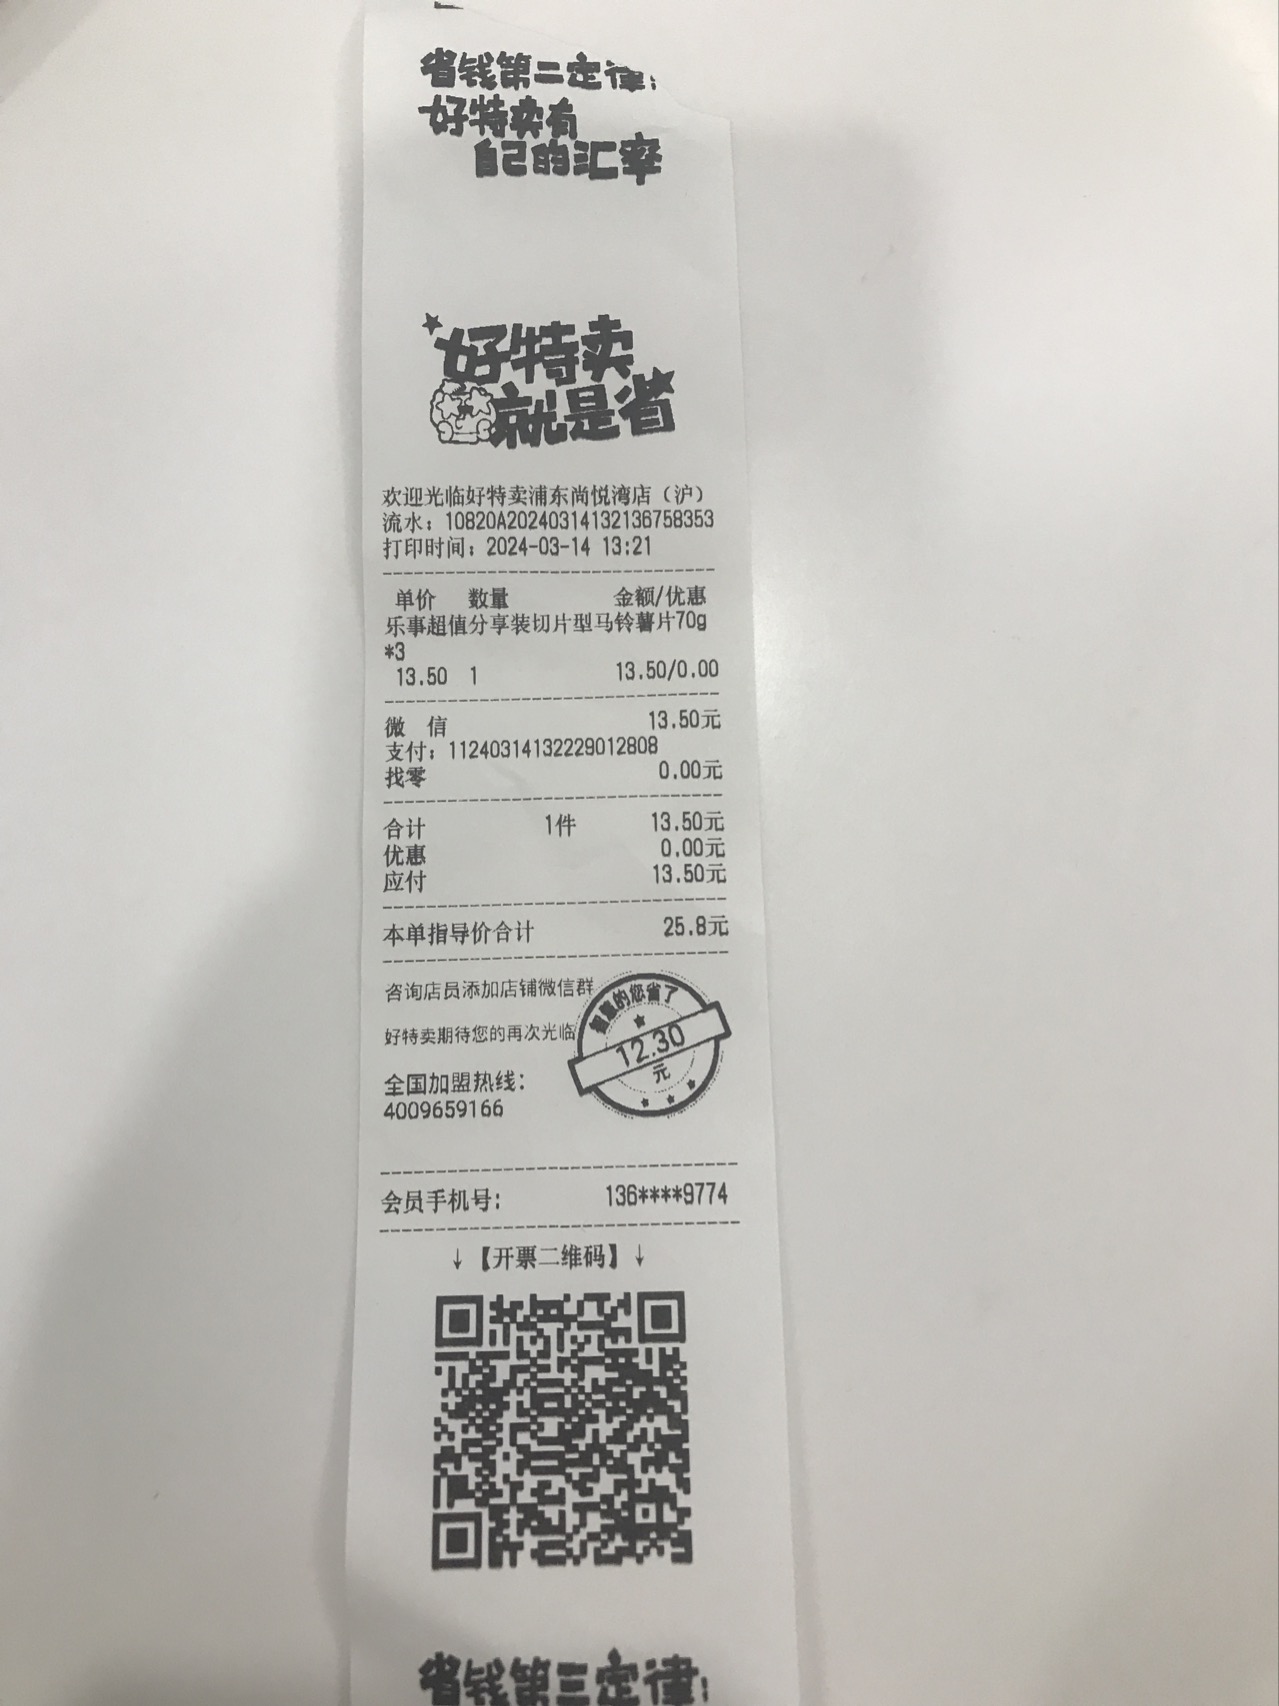 省钱第二定律:
好特卖有
自己的汇率
好特卖
就是省
欢迎光临好特卖浦东尚悦湾店（沪）
流水：10820A20240314132136758353
打印时间：2024-03-14 13:21
单价 数量 金额/优惠
乐事超值分享装切片型马铃薯片70g
*3
13.50 1 13.50/0.00
微 信 13.50元
支付：11240314132229012808
找零 0.00元
合计 1件 13.50元
优惠 0.00元
应付 13.50元
本单指导价合计 25.8元
咨询店员添加店铺微信群
好特卖期待您的再次光临
的您省了
12.30
元
全国加盟热线：
4009659166
会员手机号： 136****9774
↓【开票二维码】↓
省钱第三定律: